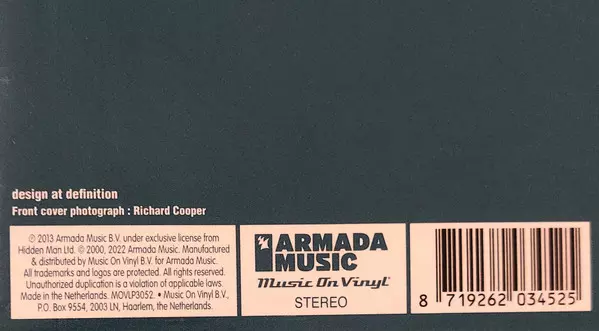 design at definition
Front cover photograph : Richard Cooper
℗ 2013 Armada Music B.V. under exclusive license from
Hidden Man Ltd. © 2000, 2022 Armada Music. Manufactured
& distributed by Music On Vinyl B.V. for Armada Music.
All trademarks and logos are protected. All rights reserved.
Unauthorized duplication is a violation of applicable laws.
Made in the Netherlands. MOVLP3052. • Music On Vinyl B.V.,
P.O. Box 9554, 2003 LN, Haarlem, the Netherlands.
ARMADA
MUSIC
Music On Vinyl®
STEREO
8 719262 034525